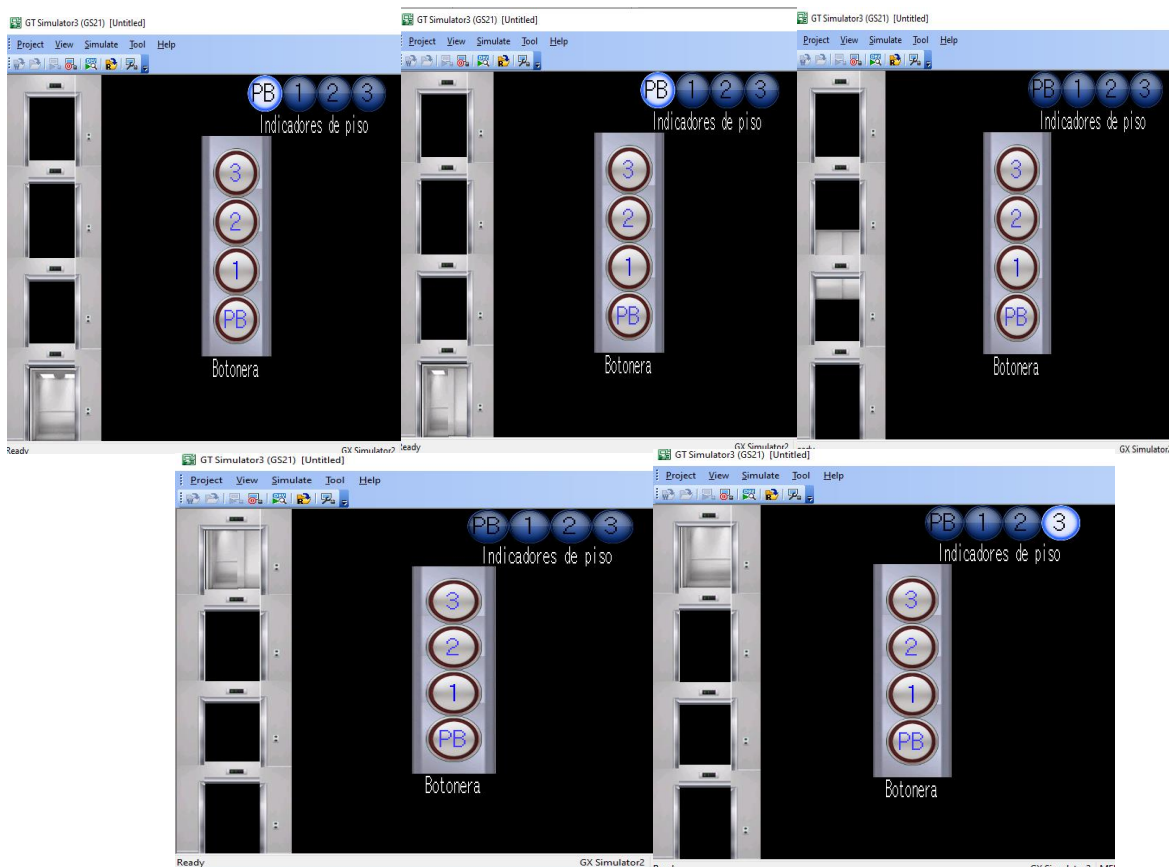 GT Simulator3 (GS21) [Untitled]
Project View Simulate Tool Help
PB 1 2 3
Indicadores de piso
3
2
1
PB
Botonera
Ready GX Simulator2
GT Simulator3 (GS21) [Untitled]
Project View Simulate Tool Help
PB 1 2 3
Indicadores de piso
3
2
1
PB
Botonera
Ready GX Simulator2
GT Simulator3 (GS21) [Untitled]
Project View Simulate Tool Help
PB 1 2 3
Indicadores de piso
3
2
1
PB
Botonera
GX Simulator2
GT Simulator3 (GS21) [Untitled]
Project View Simulate Tool Help
PB 1 2 3
Indicadores de piso
3
2
1
PB
Botonera
Ready GX Simulator2
GT Simulator3 (GS21) [Untitled]
Project View Simulate Tool Help
PB 1 2 3
Indicadores de piso
3
2
1
PB
Botonera